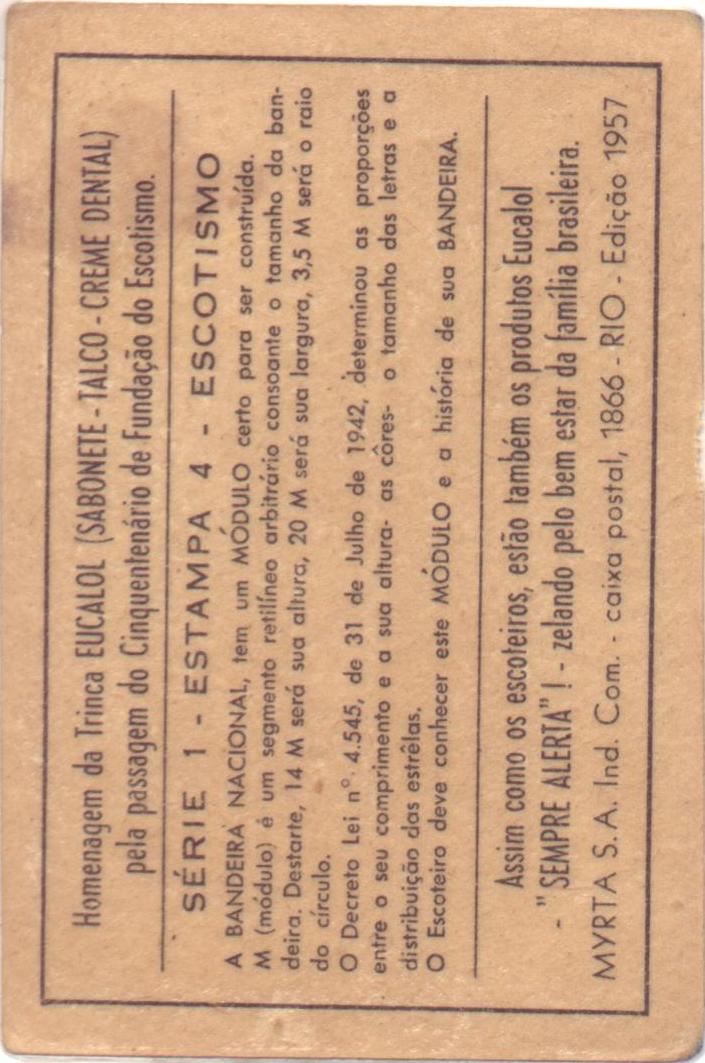 Homenagem da Trinca EUCALOL (SABONETE - TALCO - CREME DENTAL)
pela passagem do Cinquentenário de Fundação do Escotismo.
SÉRIE 1 - ESTAMPA 4 - ESCOTISMO
A BANDEIRA NACIONAL, tem um MÓDULO certo para ser construída.
M (módulo) é um segmento retilíneo arbitrário consoante o tamanho da ban-
deira. Destarte, 14 M será sua altura, 20 M será sua largura, 3,5 M será o raio
do círculo.
O Decreto Lei nº. 4.545, de 31 de Julho de 1942, determinou as proporções
entre o seu comprimento e a sua altura- as côres- o tamanho das letras e a
distribuição das estrêlas.
O Escoteiro deve conhecer este MÓDULO e a história de sua BANDEIRA.
Assim como os escoteiros, estão também os produtos Eucalol
- "SEMPRE ALERTA" ! - zelando pelo bem estar da família brasileira.
MYRTA S. A. Ind. Com. - caixa postal, 1866 - RIO - Edição 1957